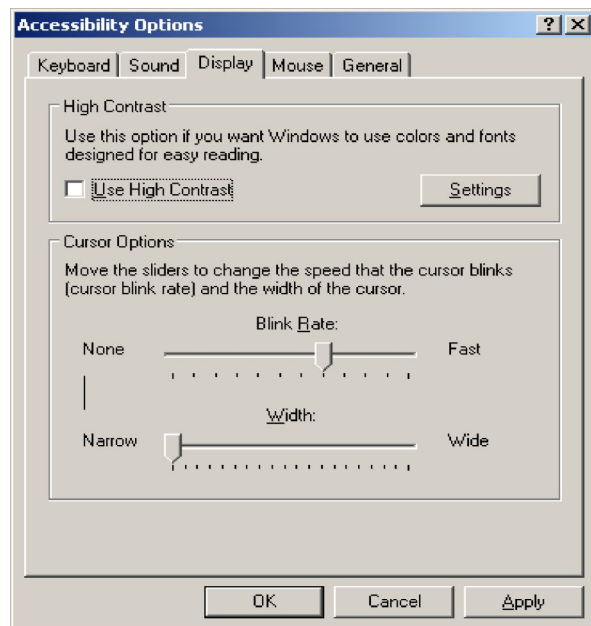 Accessibility Options
Keyboard Sound Display Mouse General
High Contrast
Use this option if you want Windows to use colors and fonts
designed for easy reading.
Use High Contrast Settings
Cursor Options
Move the sliders to change the speed that the cursor blinks
(cursor blink rate) and the width of the cursor.
Blink Rate:
None Fast
Width:
Narrow Wide
OK Cancel Apply